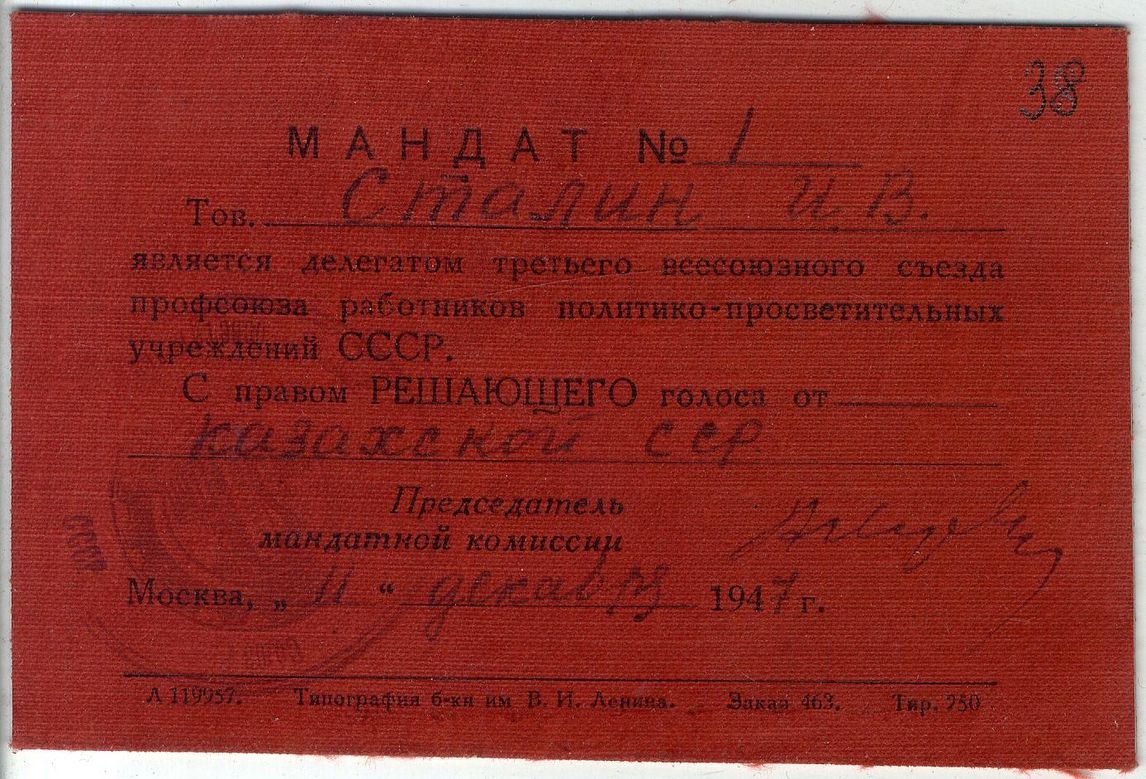 38
МАНДАТ № 1
Тов. Сталин И. В.
является делегатом третьего всесоюзного съезда
профсоюза работников политико-просветительных
учреждений СССР.
С правом РЕШАЮЩЕГО голоса от
Казахской ССР
Председатель
мандатной комиссии
Москва, „ 11 “ декабря 1947 г.
Л 119957. Типография б-ки им В. И. Ленина. Заказ 463. Тир. 750